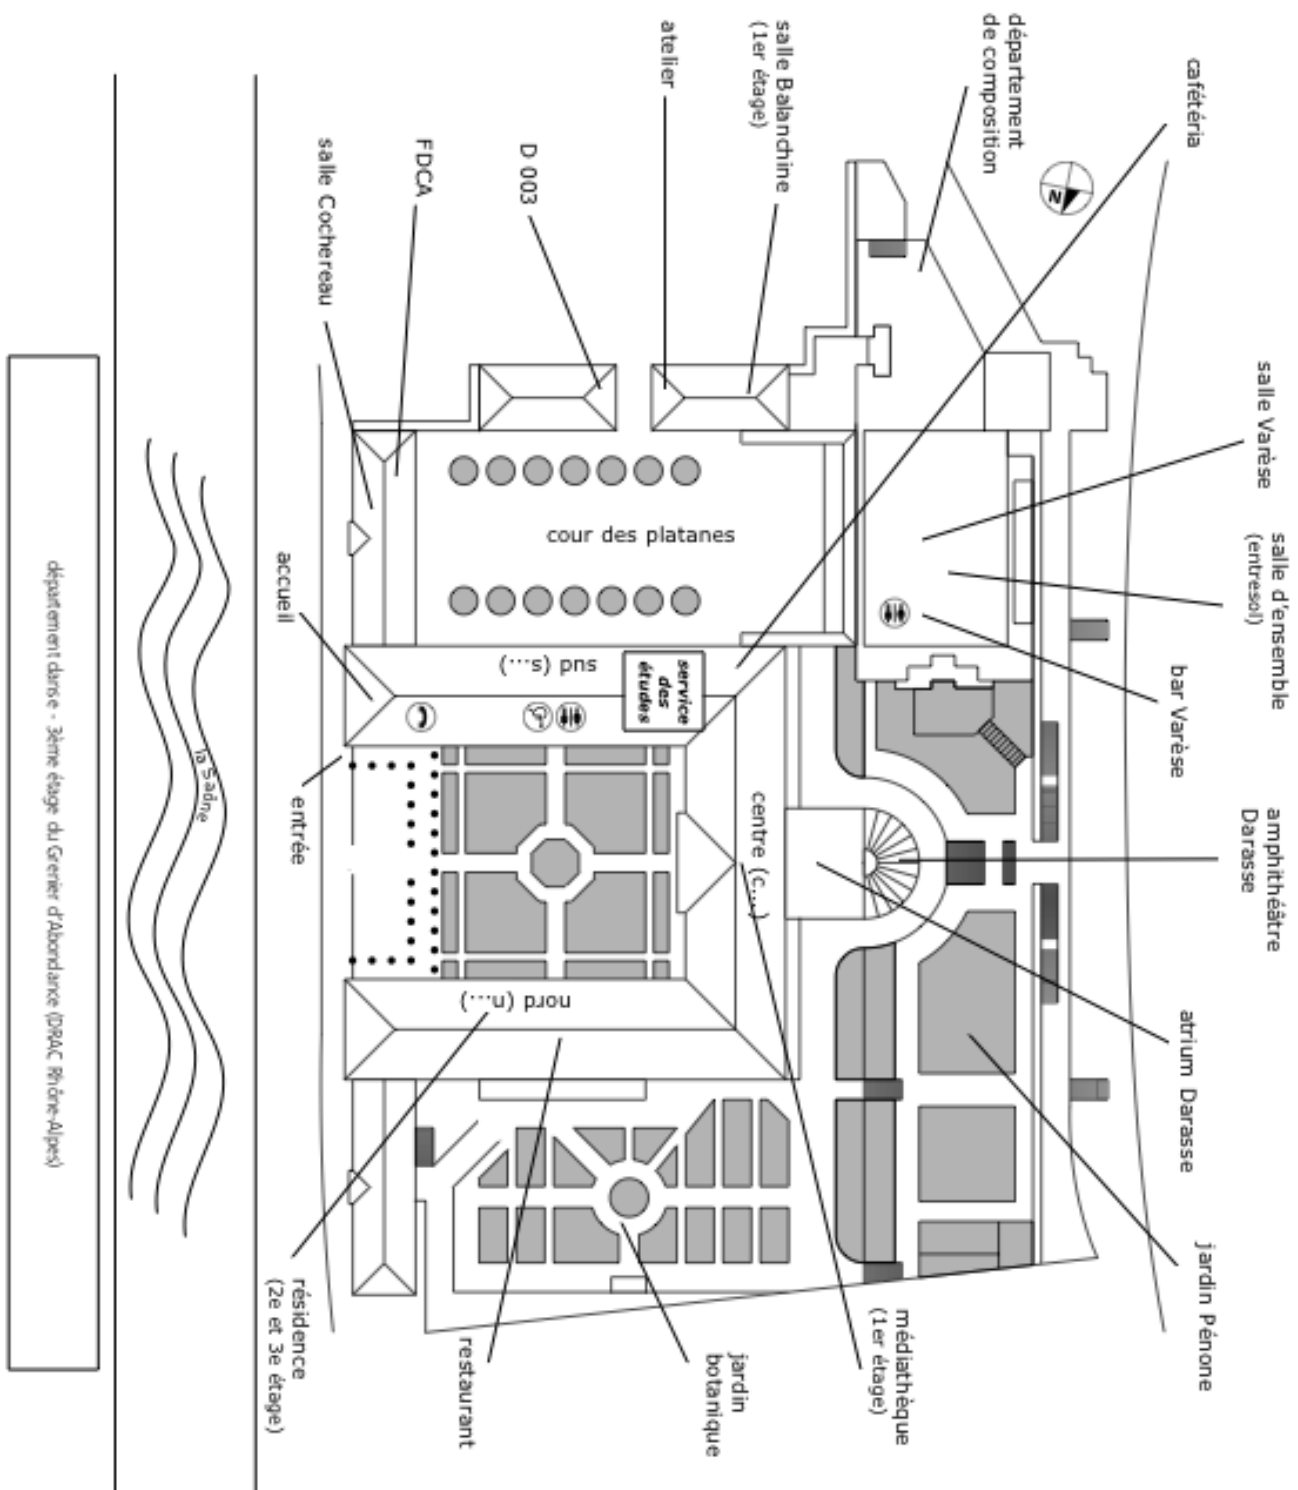 département
de composition
salle Balanchine
(1er étage)
atelier
D 003
FDCA
salle Cochereau
accueil
entrée
cafétéria
N
salle Varèse
salle d'ensemble
(entresol)
bar Varèse
amphithéâtre
Darasse
atrium Darasse
jardin Pénone
médiathèque
(1er étage)
jardin
botanique
restaurant
résidence
(2e et 3e étage)
cour des platanes
sud (s...)
service
des
études
centre (c...)
nord (n...)
la Saône
département danse - 3ème étage du Grenier d'Abondance (DRAC Rhône-Alpes)